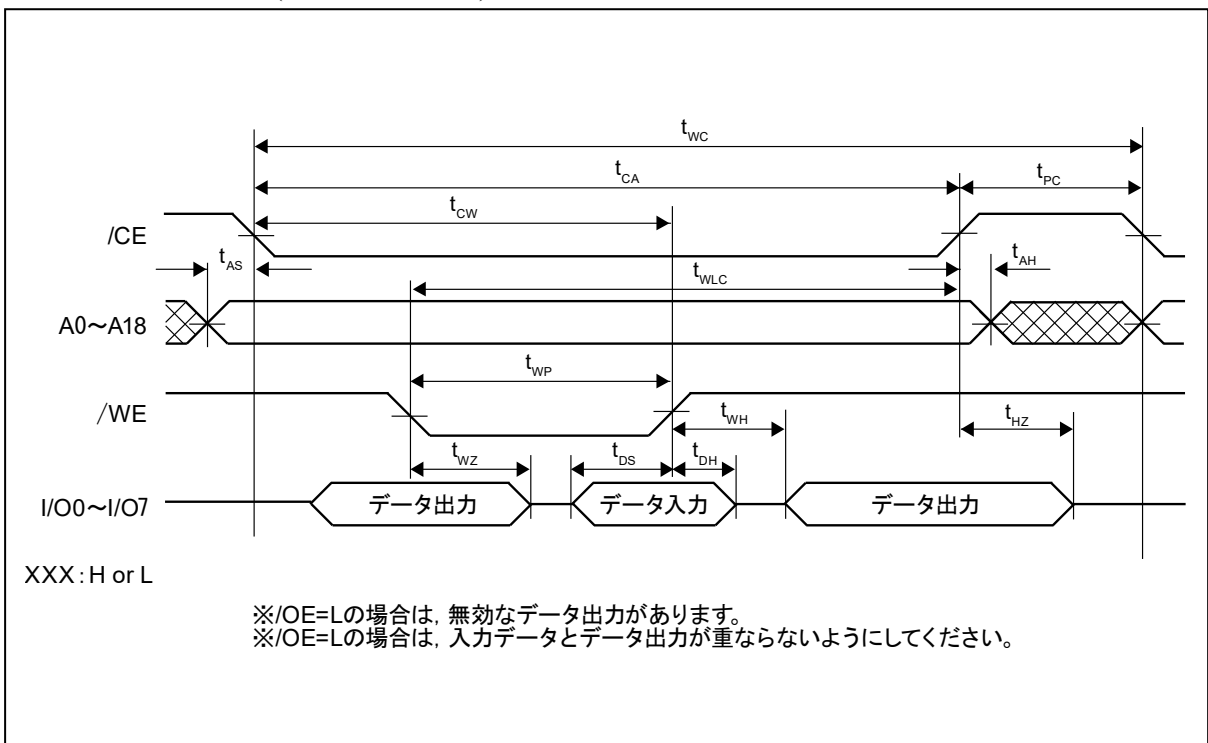 tWC
tCA
tPC
tCW
/CE
tAS
tAH
tWLC
A0～A18
tWP
/WE
tWH
tHZ
tWZ
tDS
tDH
I/O0～I/O7
データ出力
データ入力
データ出力
XXX：H or L
※/OE=Lの場合は，無効なデータ出力があります。
※/OE=Lの場合は，入力データとデータ出力が重ならないようにしてください。